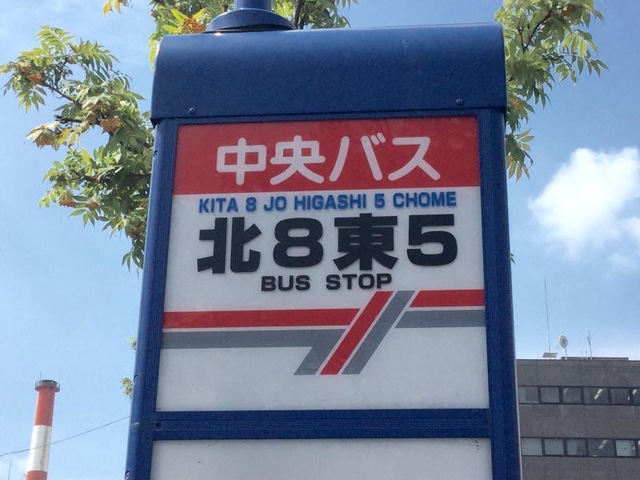 中央バス
KITA 8 JO HIGASHI 5 CHOME
北8東5
BUS STOP